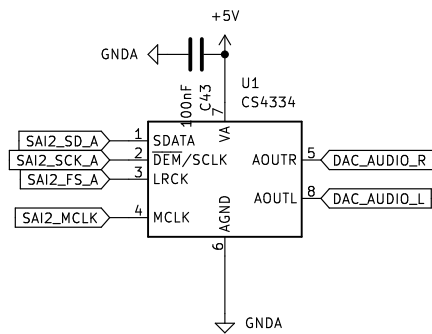 +5V
GNDA
100nF
C43
U1
CS4334
7
VA
SAI2_SD_A
1
SDATA
SAI2_SCK_A
2
DEM/SCLK
AOUTR
5
DAC_AUDIO_R
SAI2_FS_A
3
LRCK
AOUTL
8
DAC_AUDIO_L
SAI2_MCLK
4
MCLK
AGND
6
GNDA